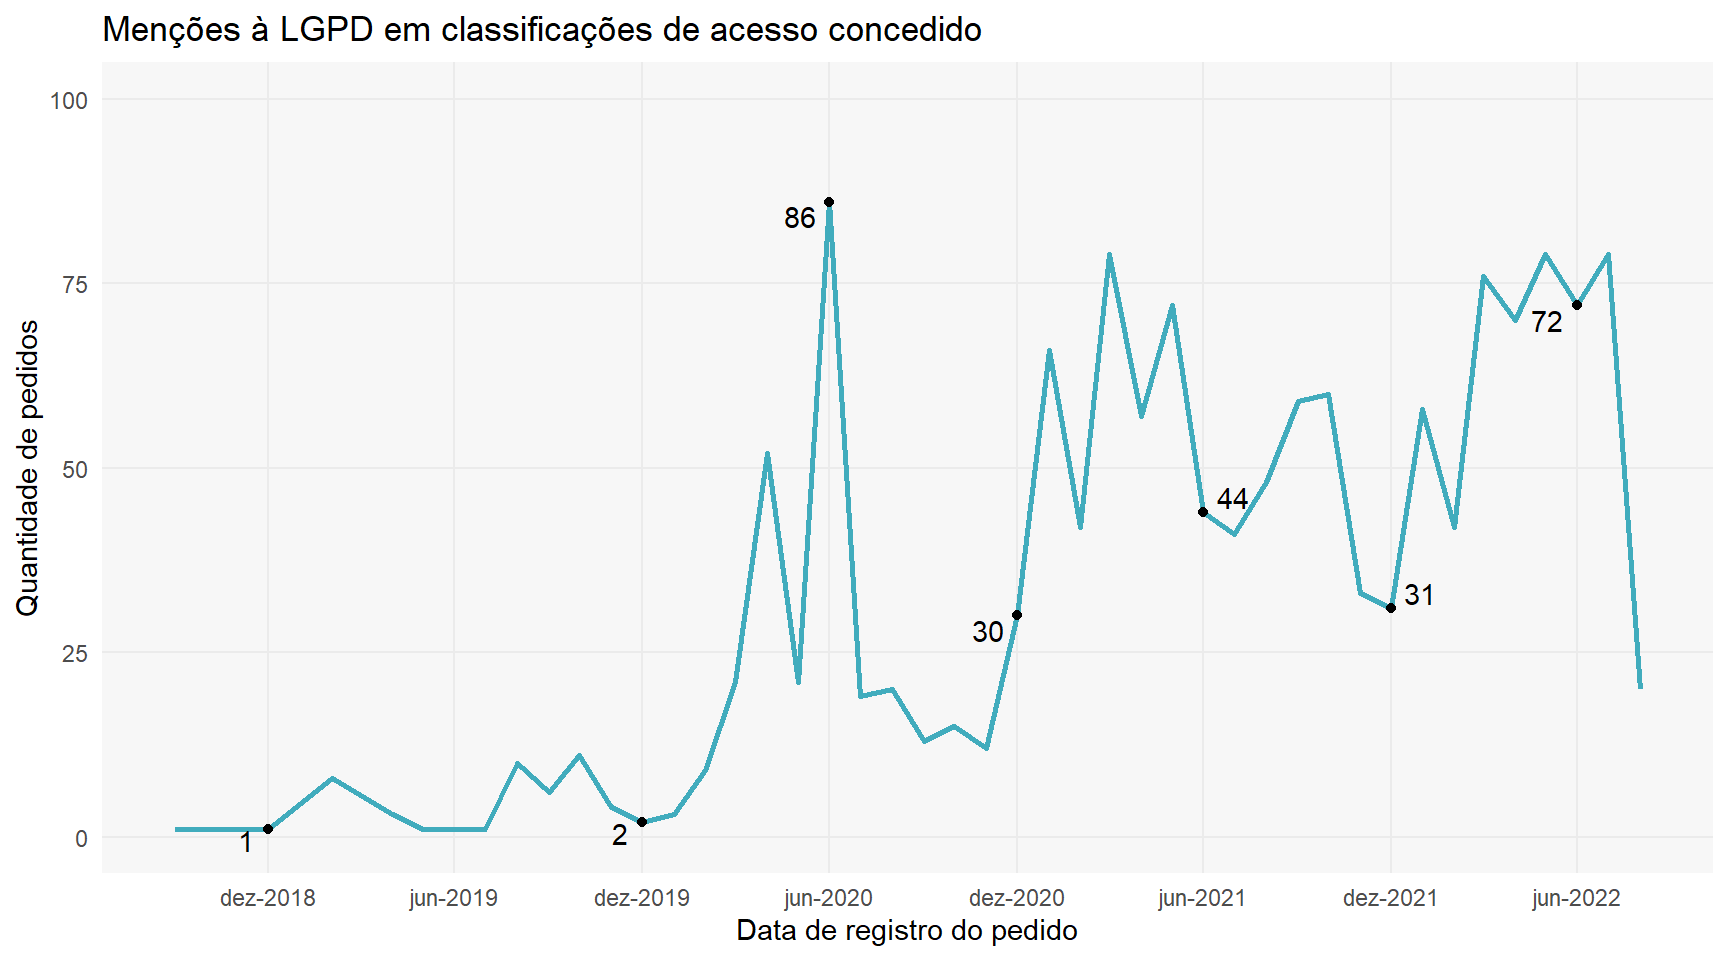 Menções à LGPD em classificações de acesso concedido
Quantidade de pedidos
100
75
50
25
0
1
2
86
30
44
31
72
dez-2018
jun-2019
dez-2019
jun-2020
dez-2020
jun-2021
dez-2021
jun-2022
Data de registro do pedido